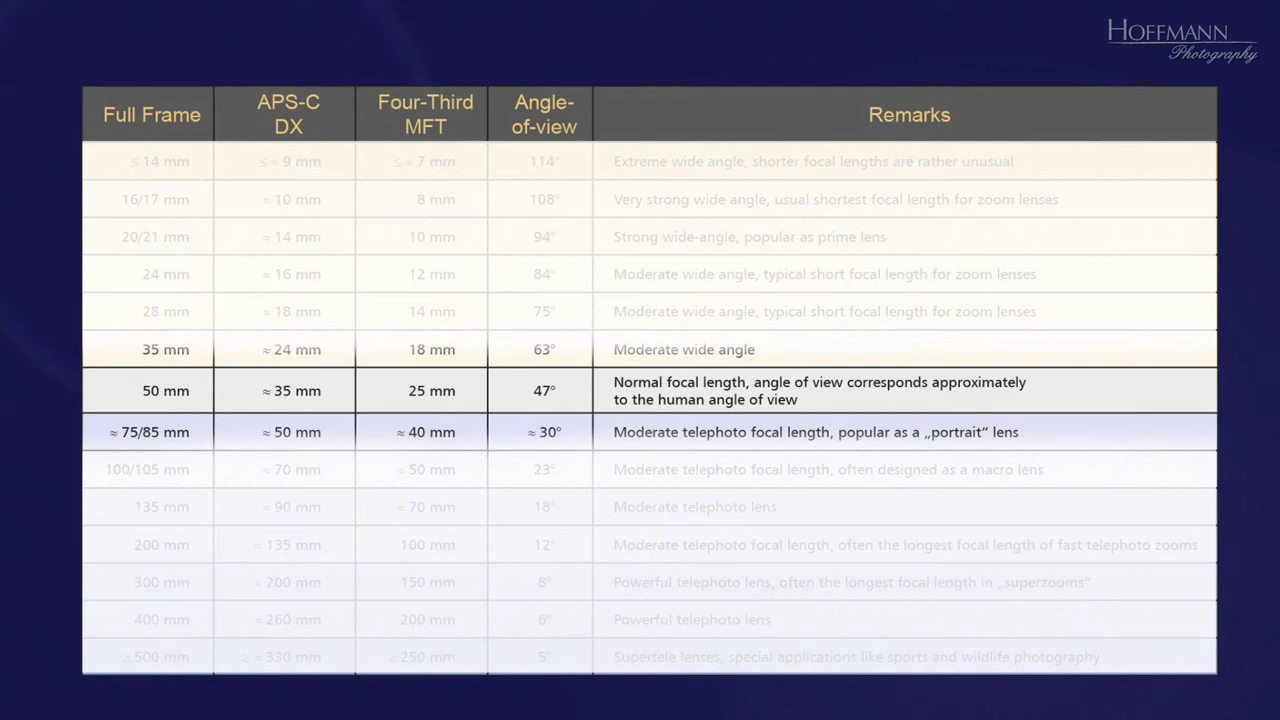 HOFFMANN
Photography
Full Frame APS-C DX Four-Third MFT Angle-of-view Remarks
≤ 14 mm ≤ ≈ 9 mm ≤ ≈ 7 mm 114° Extreme wide angle, shorter focal lengths are rather unusual
16/17 mm ≈ 10 mm 8 mm 108° Very strong wide angle, usual shortest focal length for zoom lenses
20/21 mm ≈ 14 mm 10 mm 94° Strong wide-angle, popular as prime lens
24 mm ≈ 16 mm 12 mm 84° Moderate wide angle, typical short focal length for zoom lenses
28 mm ≈ 18 mm 14 mm 75° Moderate wide angle, typical short focal length for zoom lenses
35 mm ≈ 24 mm 18 mm 63° Moderate wide angle
50 mm ≈ 35 mm 25 mm 47° Normal focal length, angle of view corresponds approximately
to the human angle of view
≈ 75/85 mm ≈ 50 mm ≈ 40 mm ≈ 30° Moderate telephoto focal length, popular as a „portrait“ lens
100/105 mm ≈ 70 mm ≈ 50 mm 23° Moderate telephoto focal length, often designed as a macro lens
135 mm ≈ 90 mm ≈ 70 mm 18° Moderate telephoto lens
200 mm ≈ 135 mm 100 mm 12° Moderate telephoto focal length, often the longest focal length of fast telephoto zooms
300 mm ≈ 200 mm 150 mm 8° Powerful telephoto lens, often the longest focal length in „superzooms“
400 mm ≈ 260 mm 200 mm 6° Powerful telephoto lens
≥ 500 mm ≥ ≈ 330 mm ≥ 250 mm 5° Supertele lenses, special applications like sports and wildlife photography